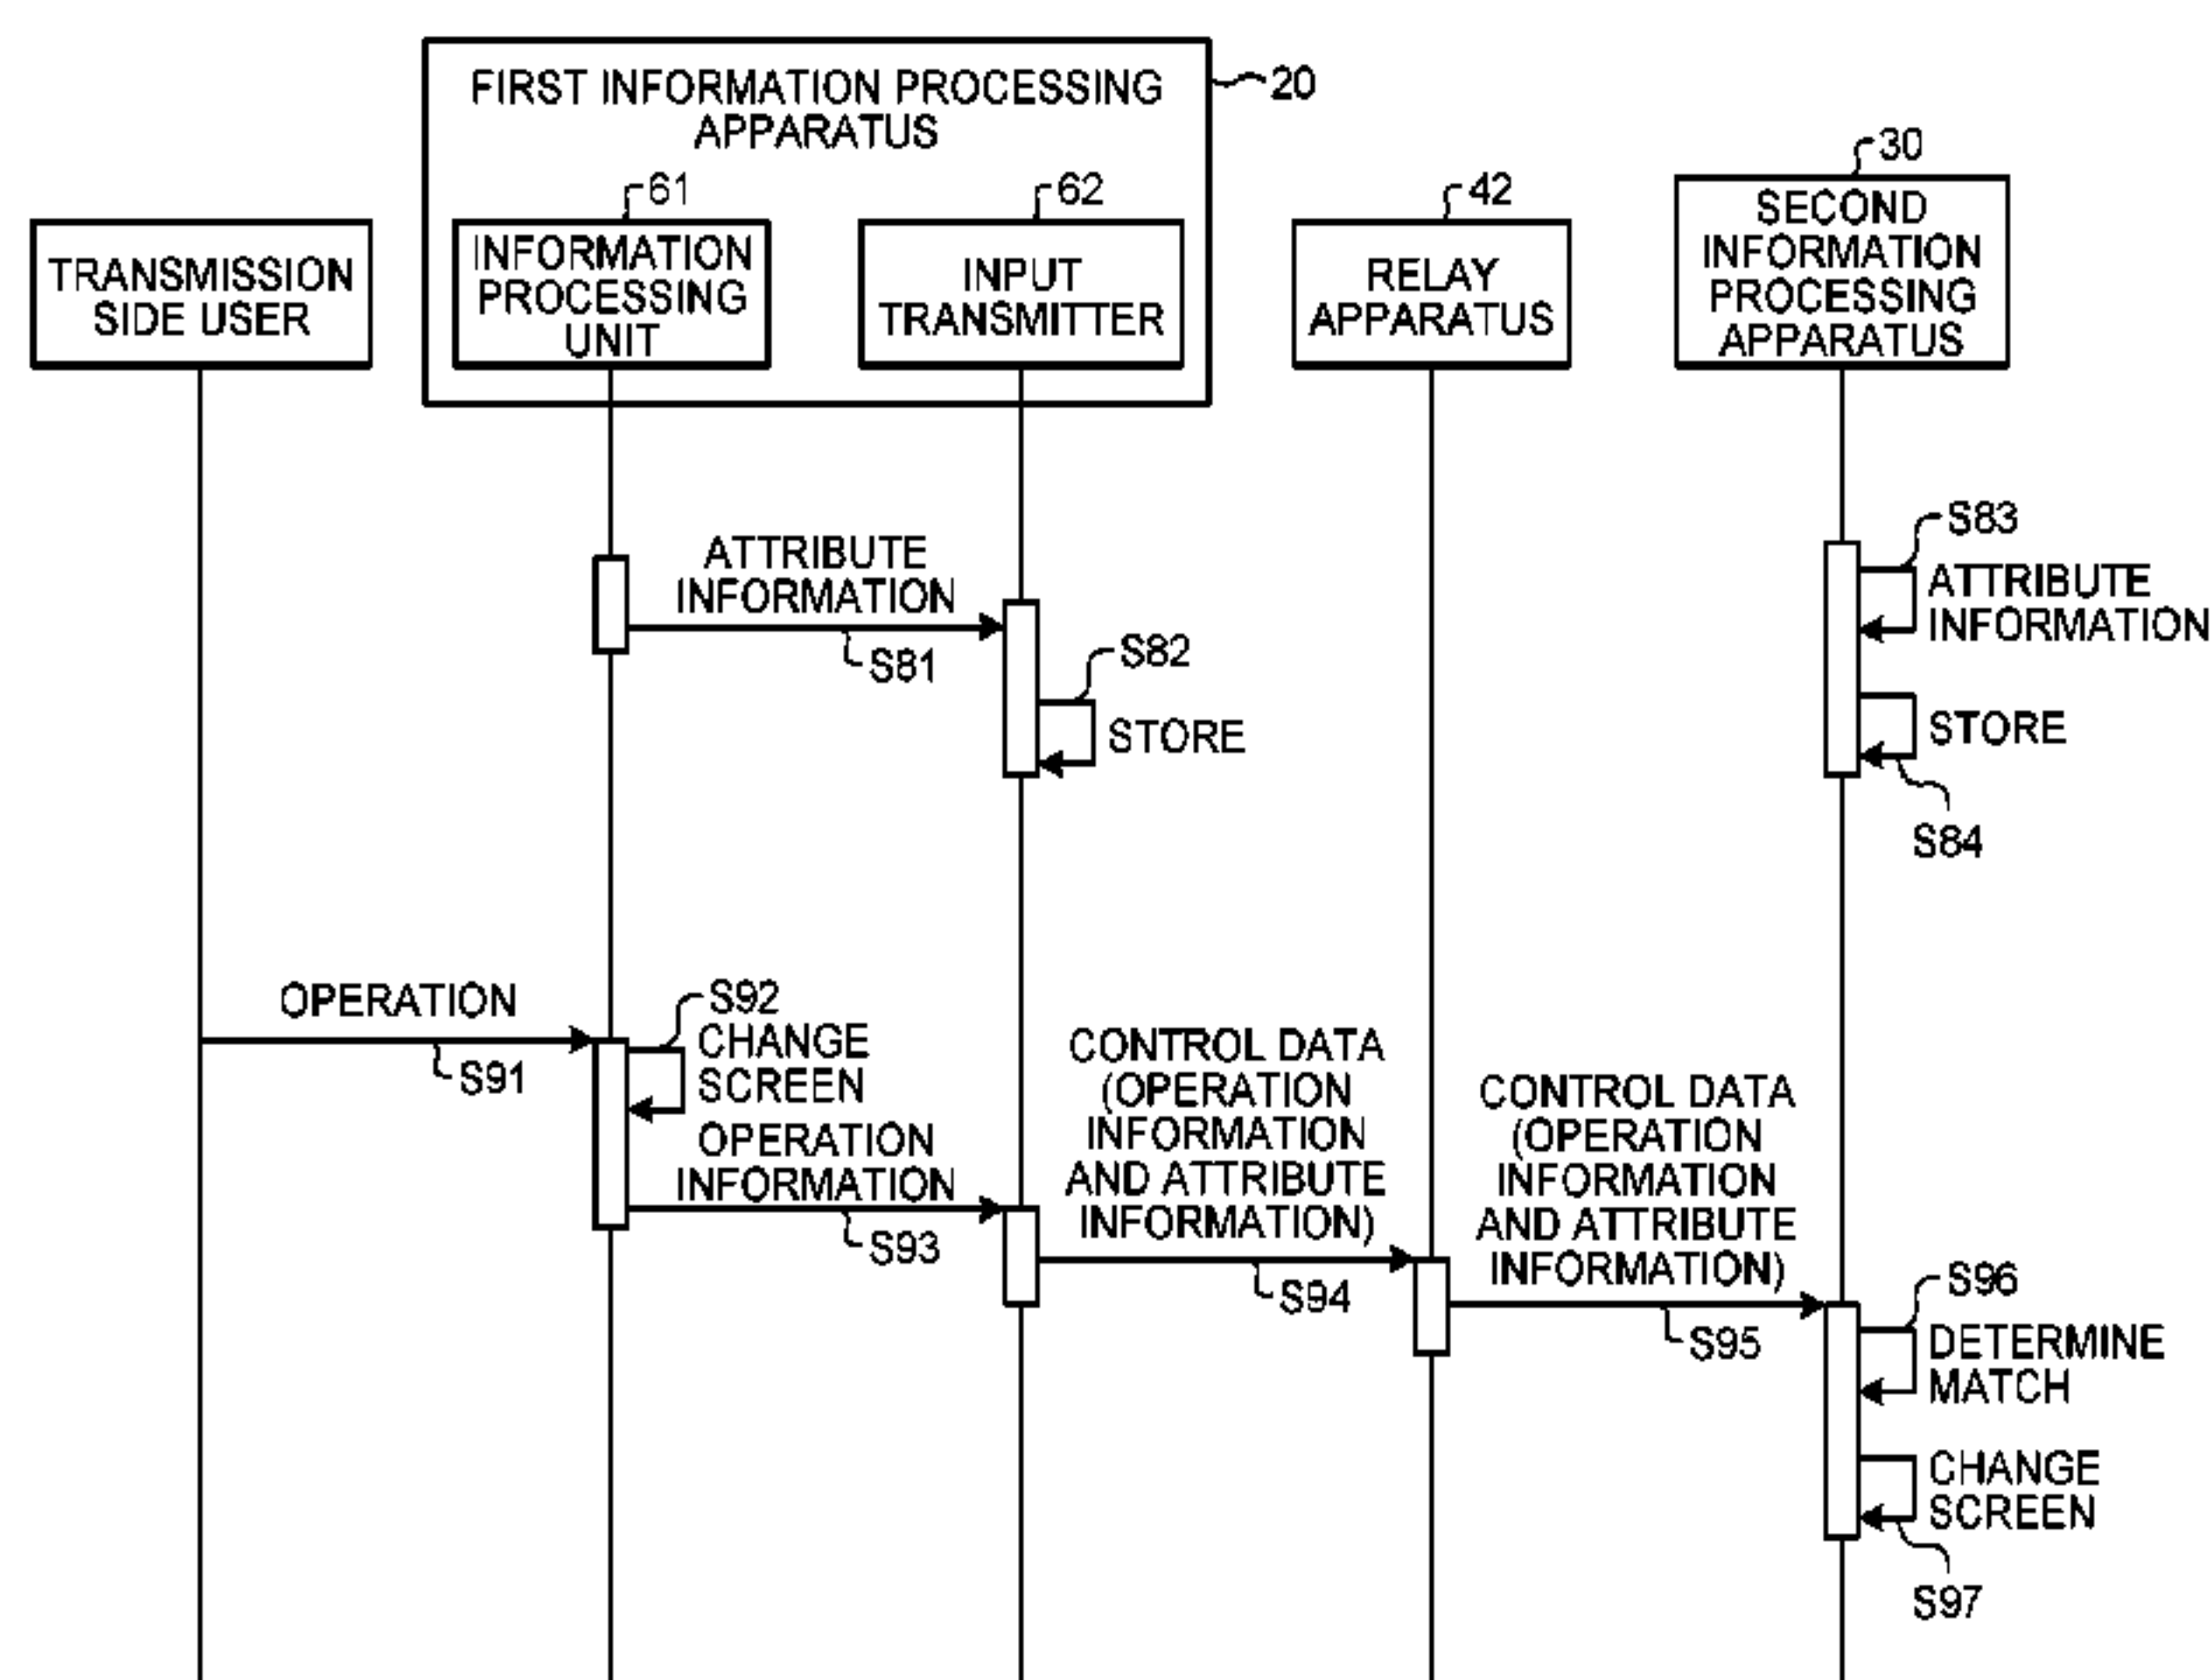 FIRST INFORMATION PROCESSING
APPARATUS
20
61
62
42
30
TRANSMISSION
SIDE USER
INFORMATION
PROCESSING
UNIT
INPUT
TRANSMITTER
RELAY
APPARATUS
SECOND
INFORMATION
PROCESSING
APPARATUS
ATTRIBUTE
INFORMATION
S81
S82
STORE
S83
ATTRIBUTE
INFORMATION
STORE
S84
OPERATION
S91
S92
CHANGE
SCREEN
OPERATION
INFORMATION
S93
CONTROL DATA
(OPERATION
INFORMATION
AND ATTRIBUTE
INFORMATION)
S94
CONTROL DATA
(OPERATION
INFORMATION
AND ATTRIBUTE
INFORMATION)
S95
S96
DETERMINE
MATCH
CHANGE
SCREEN
S97